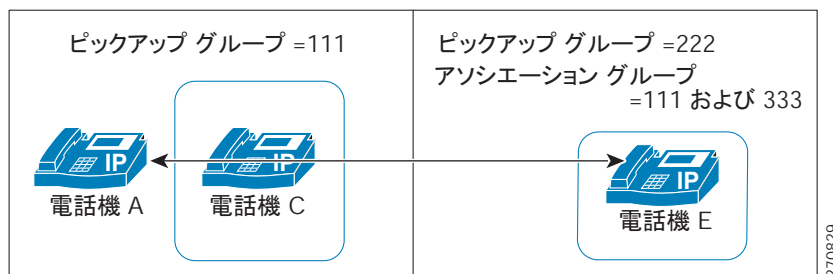 ピックアップ グループ =111
ピックアップ グループ =222
アソシエーション グループ
=111 および 333
IP
IP
IP
電話機 A
電話機 C
電話機 E
270829